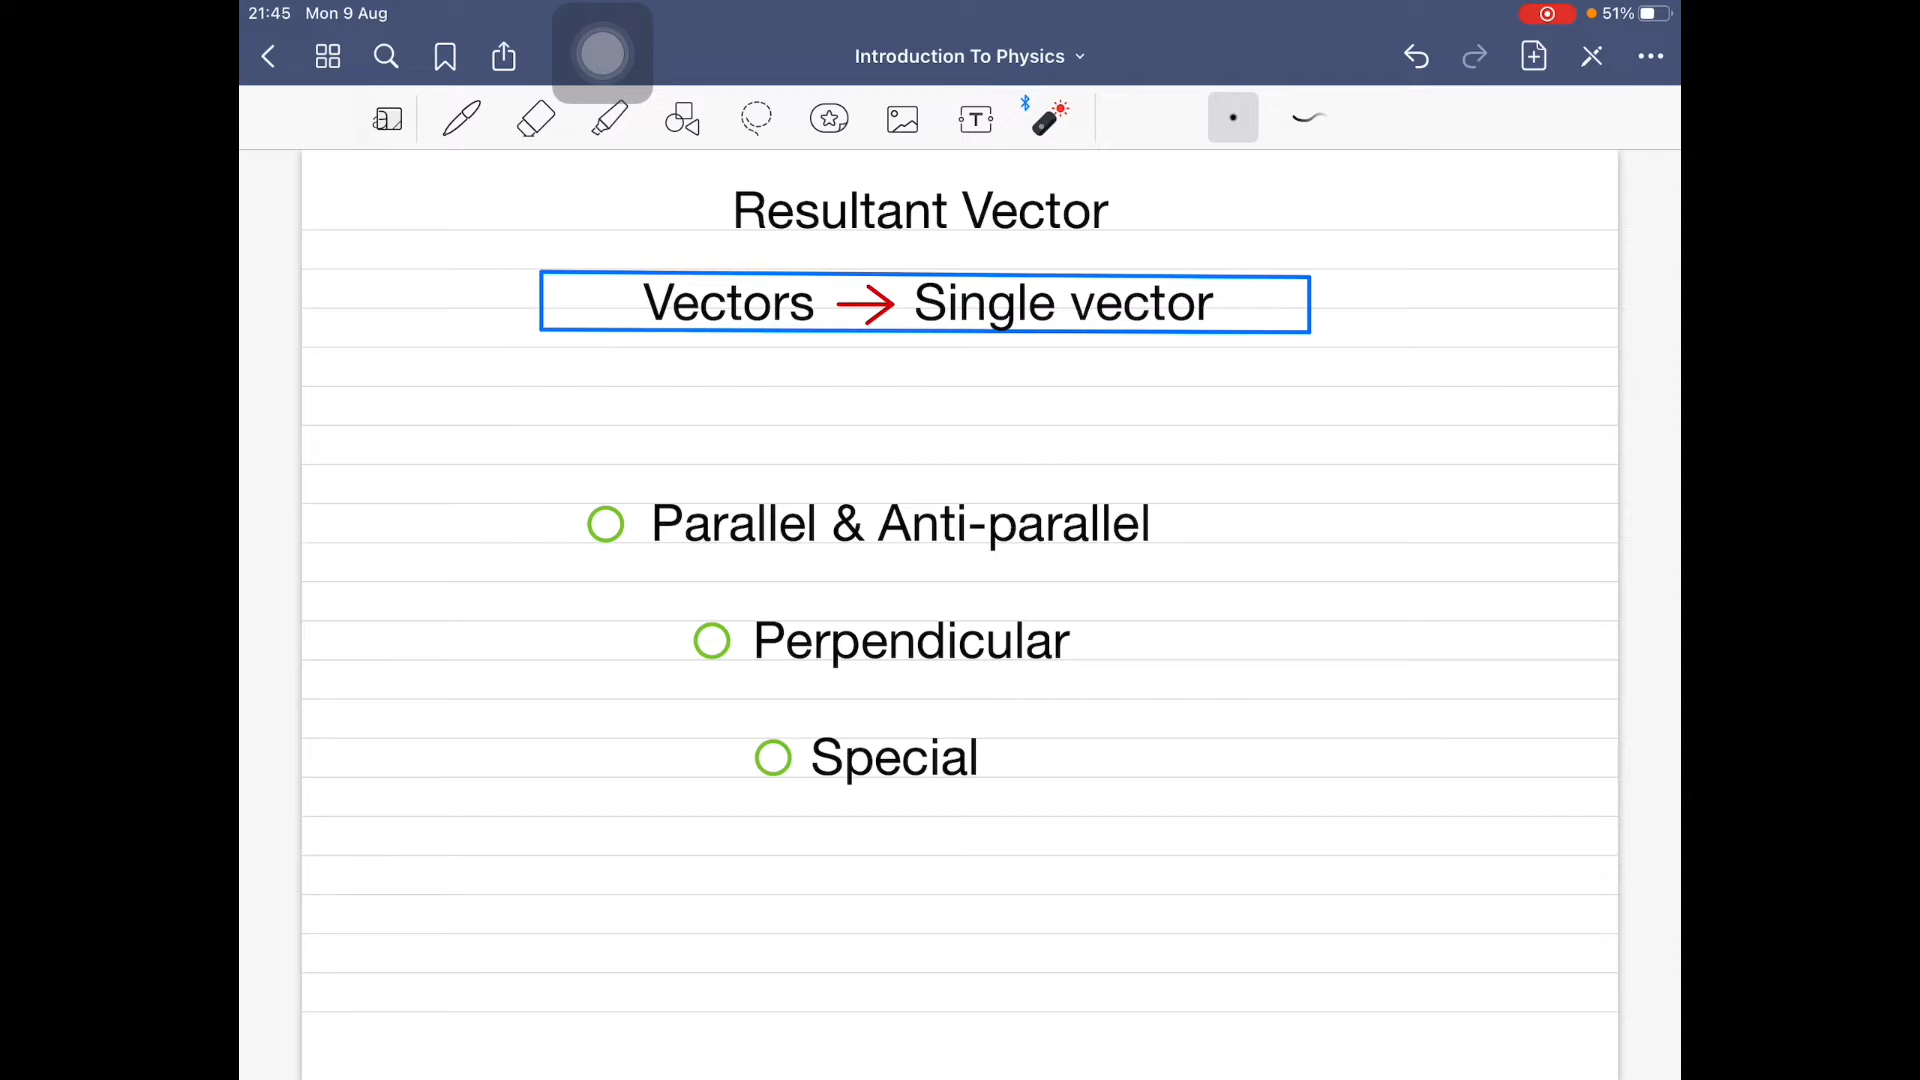 21:45 Mon 9 Aug
51%
Introduction To Physics
T
Resultant Vector
Vectors → Single vector
Parallel & Anti-parallel
Perpendicular
Special